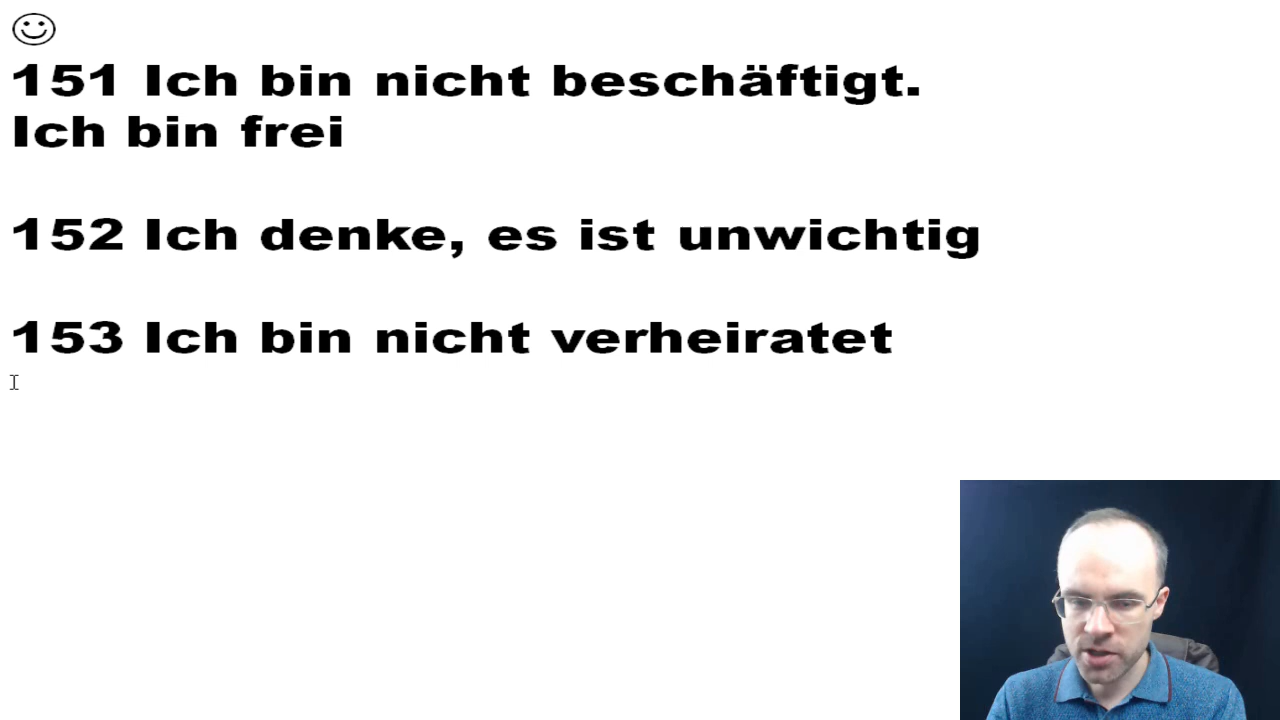 151 Ich bin nicht beschäftigt.
Ich bin frei
152 Ich denke, es ist unwichtig
153 Ich bin nicht verheiratet